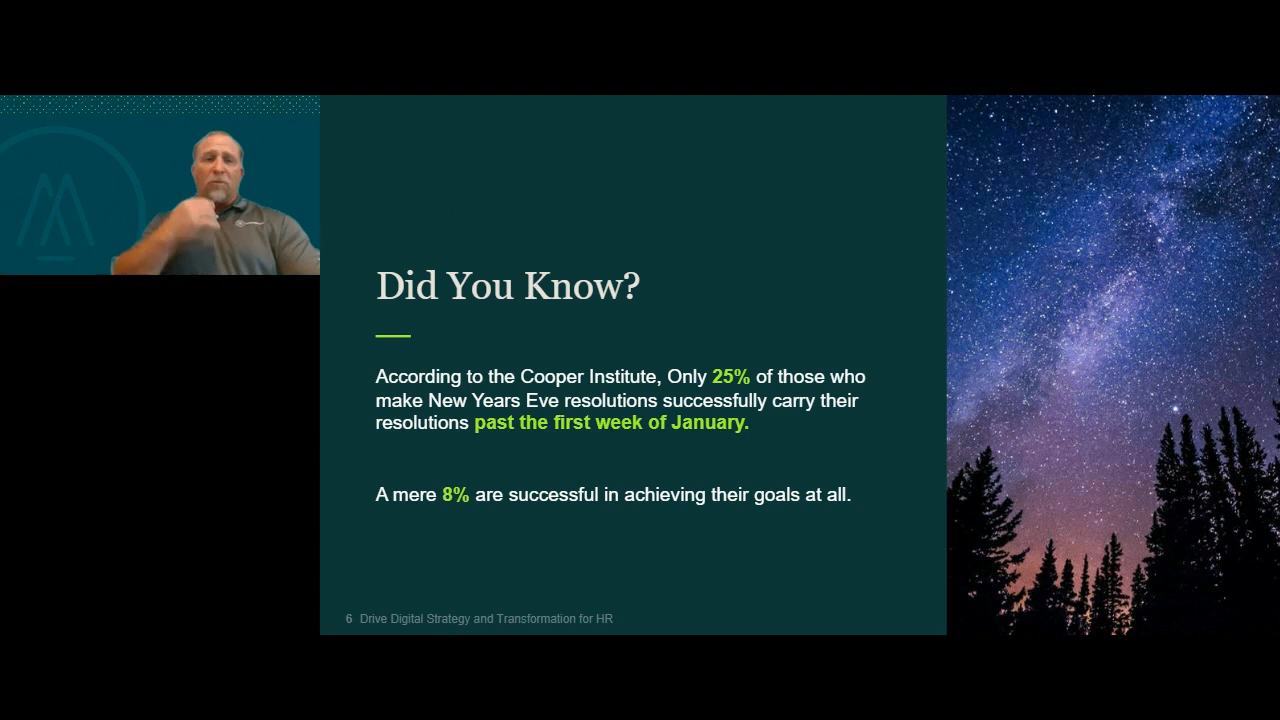 Did You Know?
According to the Cooper Institute, Only 25% of those who
make New Years Eve resolutions successfully carry their
resolutions past the first week of January.
A mere 8% are successful in achieving their goals at all.
6 Drive Digital Strategy and Transformation for HR